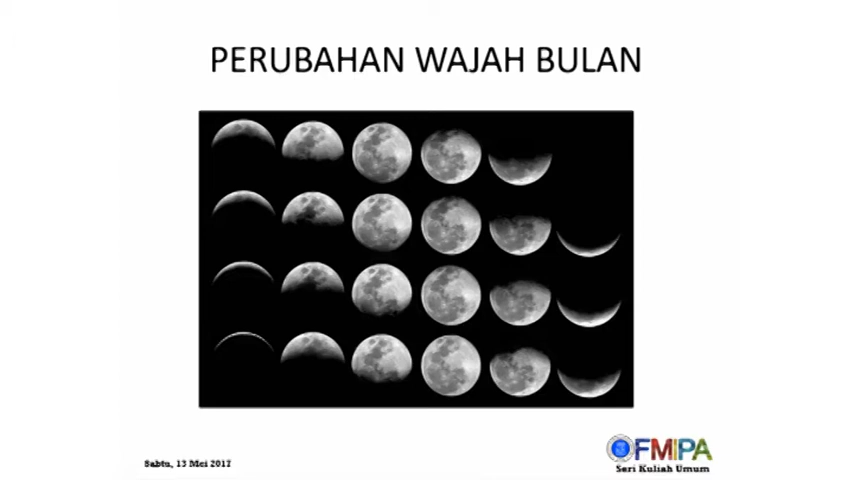 PERUBAHAN WAJAH BULAN
Sabtu, 13 Mei 2017
FMIPA
Seri Kuliah Umum